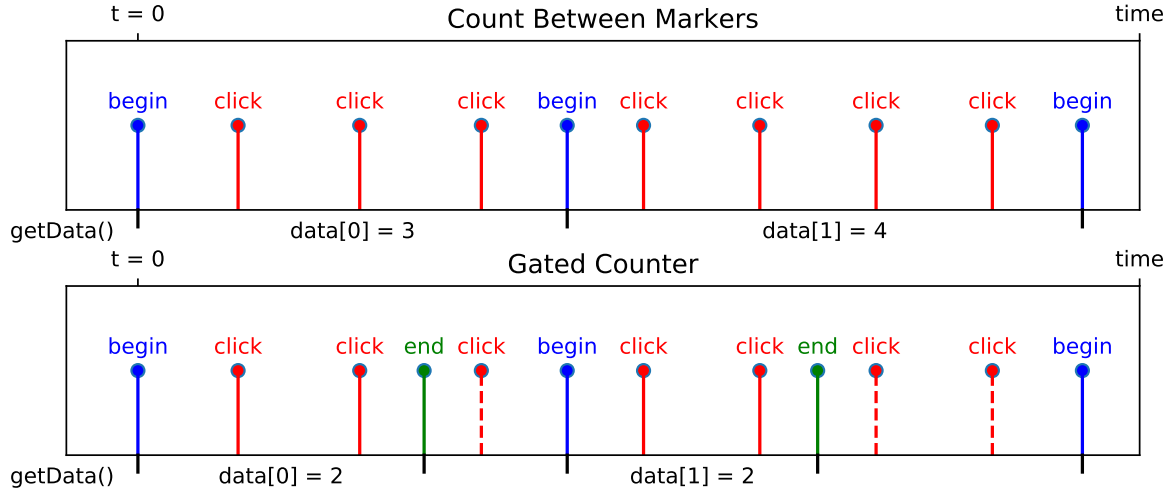 t = 0 Count Between Markers time
begin click click click begin click click click click begin
getData() data[0] = 3 data[1] = 4
t = 0 Gated Counter time
begin click click end click begin click click end click click begin
getData() data[0] = 2 data[1] = 2